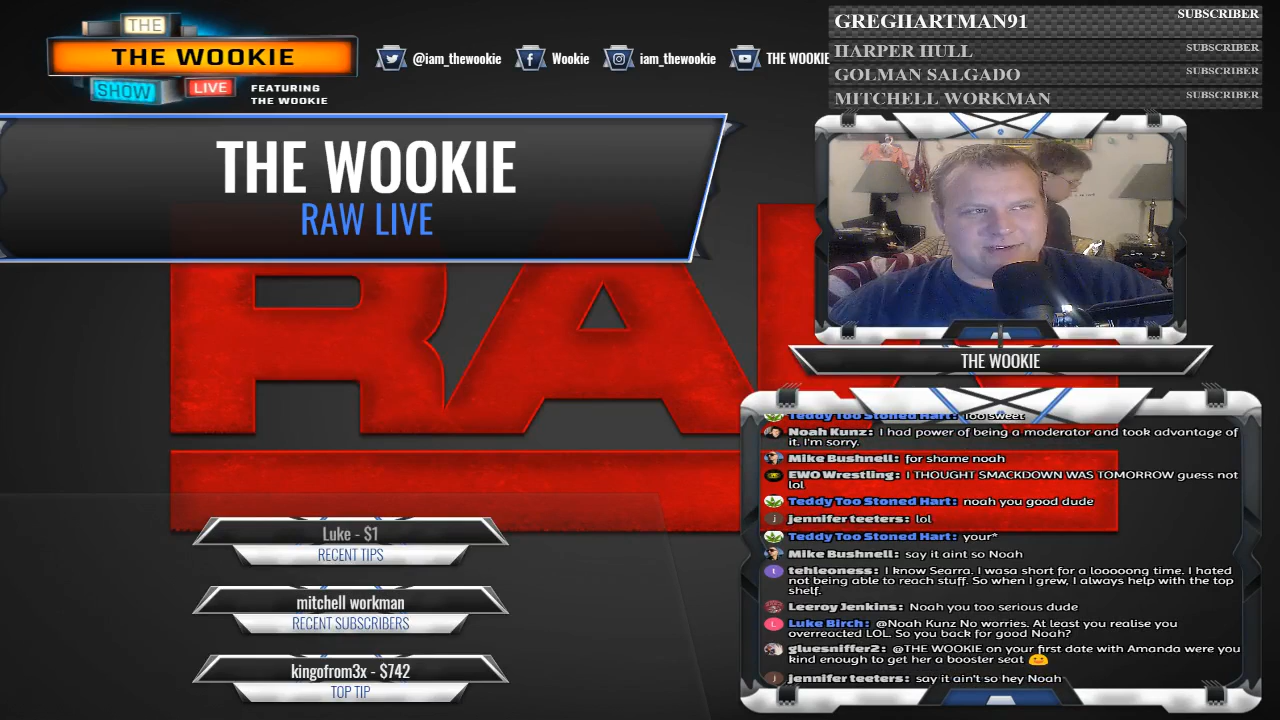 THE
THE WOOKIE
SHOW
LIVE
FEATURING
THE WOOKIE
@iam_thewookie
Wookie
iam_thewookie
THE WOOKIE
GREGHARTMAN91 SUBSCRIBER
HARPER HULL SUBSCRIBER
GOLMAN SALGADO SUBSCRIBER
MITCHELL WORKMAN SUBSCRIBER
THE WOOKIE
RAW LIVE
RAW
THE WOOKIE
Teddy Too Stoned Hart: Too sweet
Noah Kunz: I had power of being a moderator and took advantage of
it. I'm sorry.
Mike Bushnell: for shame noah
EWO Wrestling: I THOUGHT SMACKDOWN WAS TOMORROW guess not
lol
Teddy Too Stoned Hart: noah you good dude
jennifer teeters: lol
Teddy Too Stoned Hart: your*
Mike Bushnell: say it aint so Noah
tehleoness: I know Searra. I wasa short for a looooong time. I hated
not being able to reach stuff. So when I grew, I always help with the top
shelf.
Leeroy Jenkins: Noah you too serious dude
Luke Birch: @Noah Kunz No worries. At least you realise you
overreacted LOL. So you back for good Noah?
gluesniffer2: @THE WOOKIE on your first date with Amanda were you
kind enough to get her a booster seat
jennifer teeters: say it ain't so hey Noah
Luke - $1
RECENT TIPS
mitchell workman
RECENT SUBSCRIBERS
kingofrom3x - $742
TOP TIP